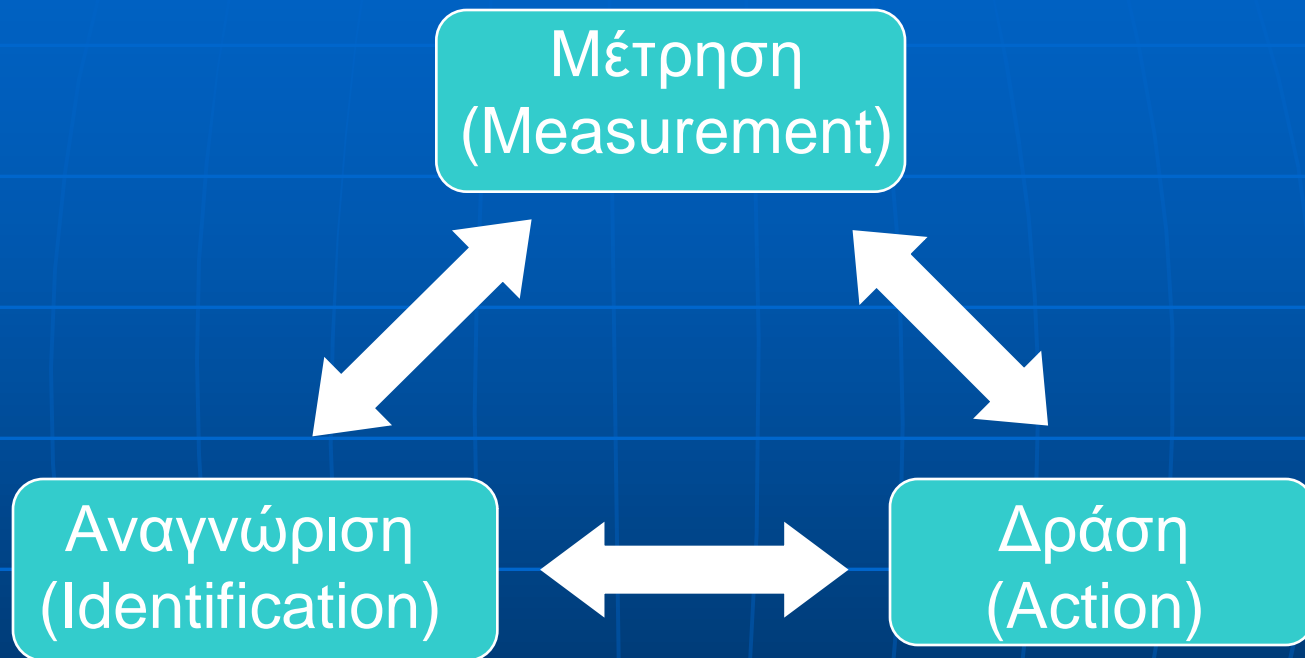 Μέτρηση
(Measurement)
Αναγνώριση
(Identification)
Δράση
(Action)